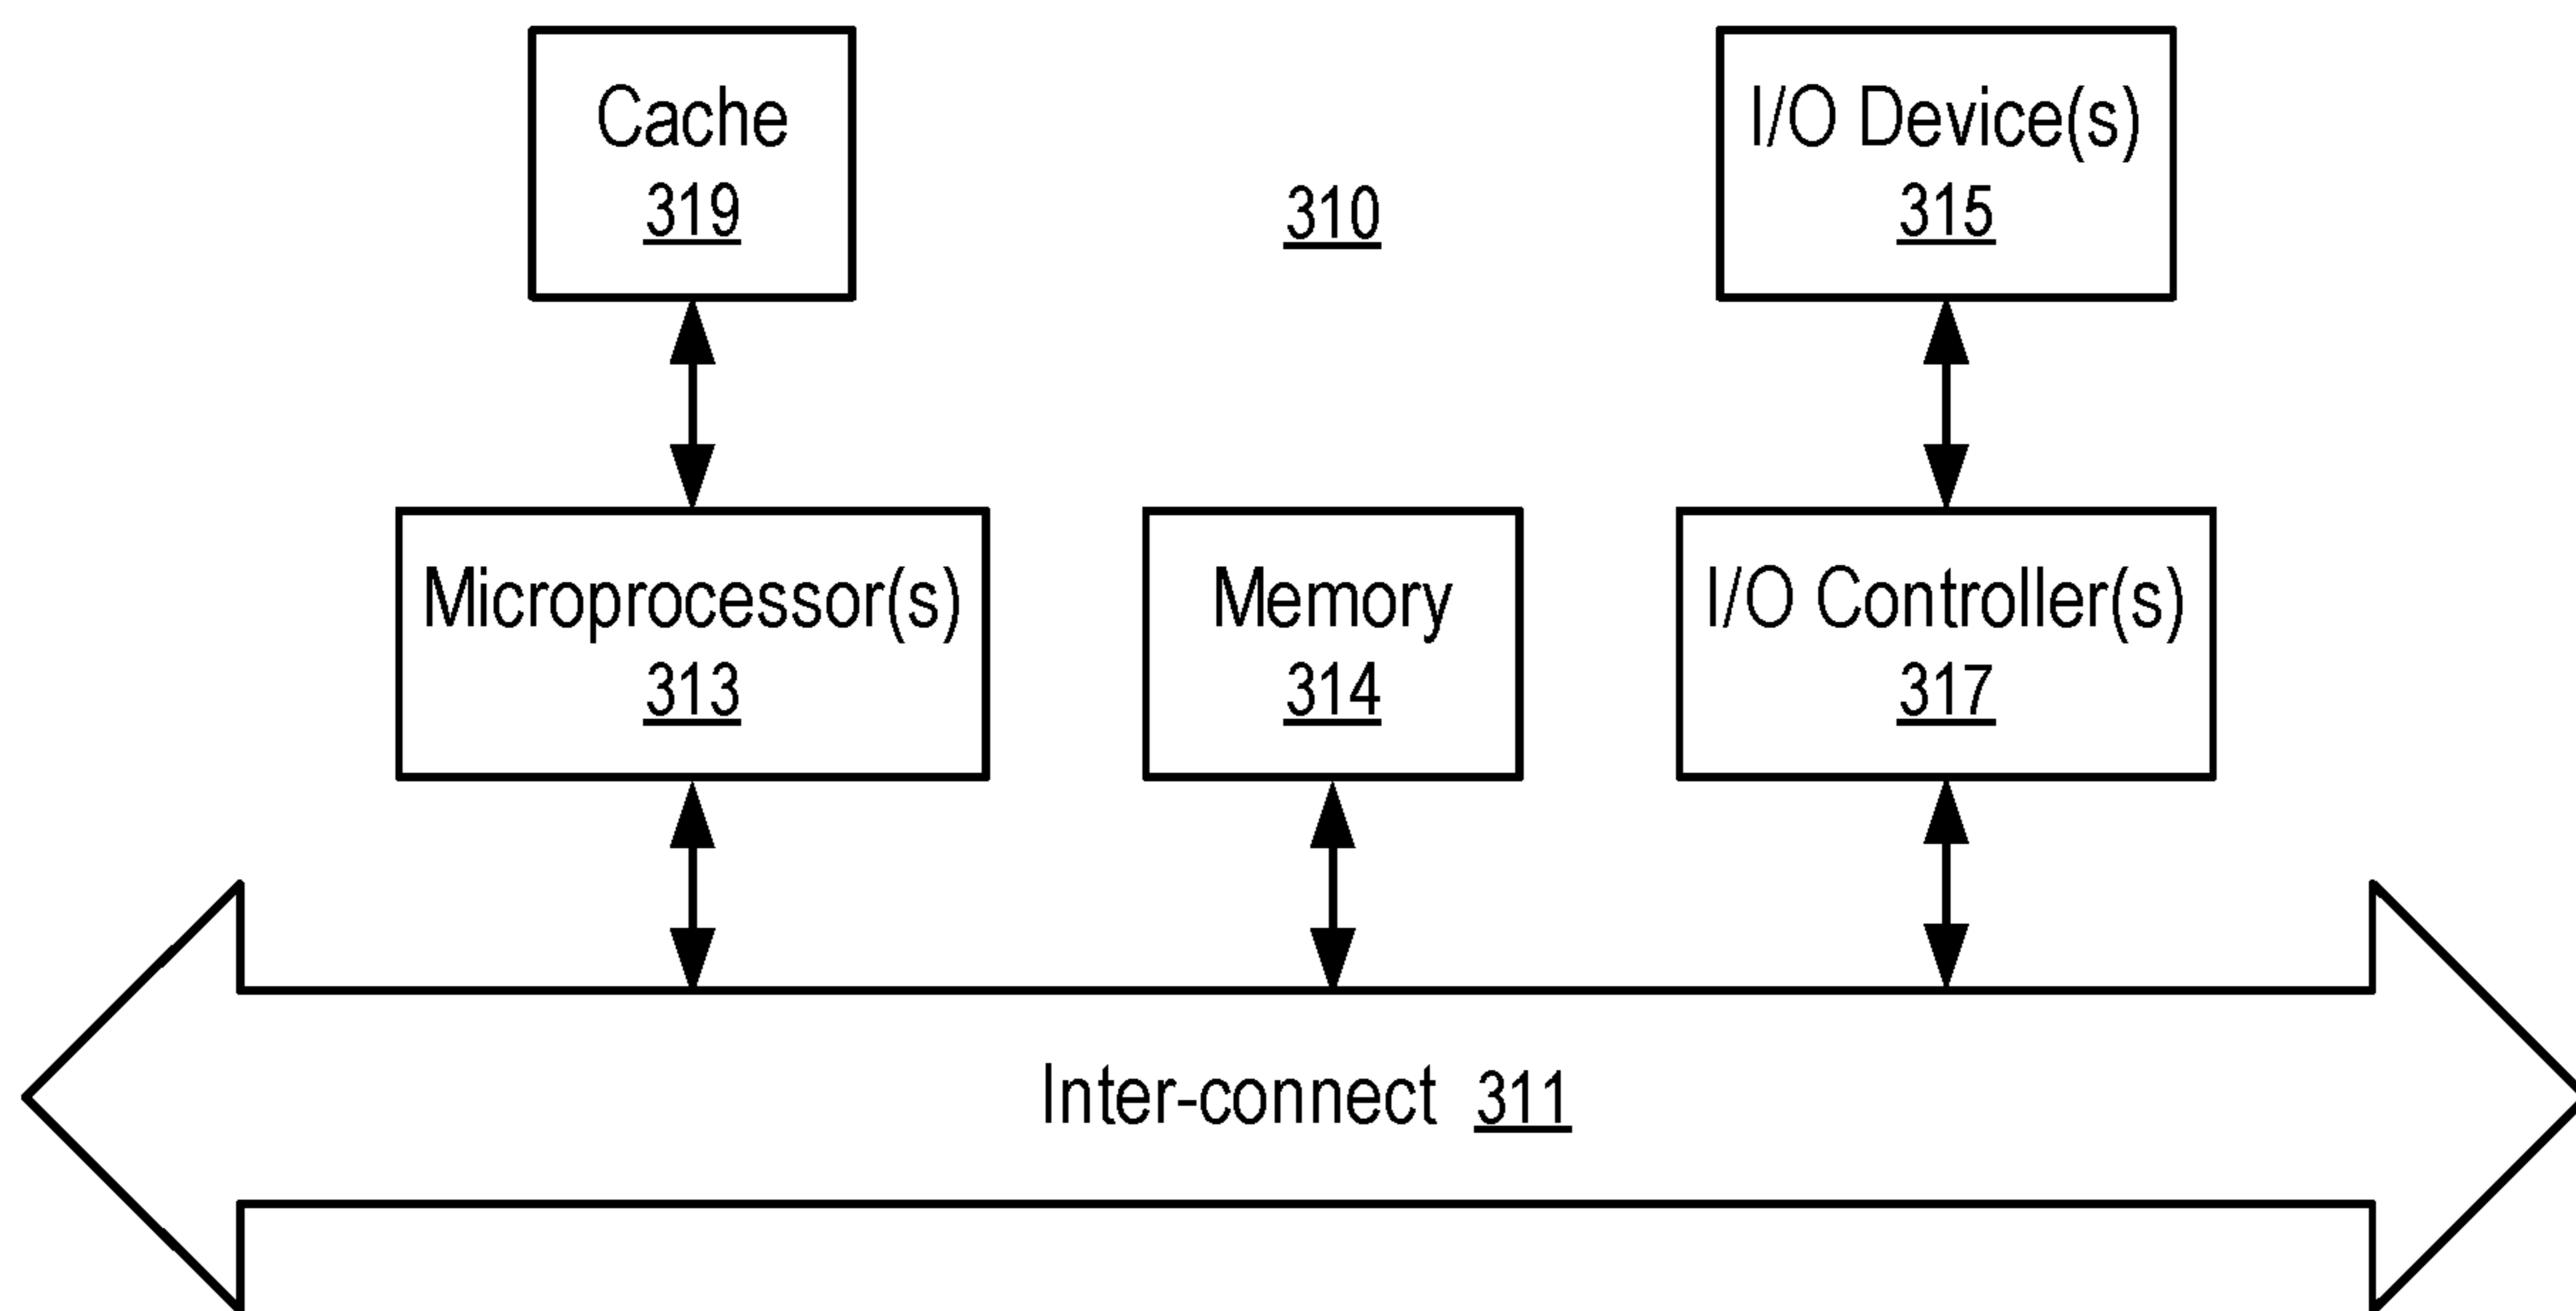 Cache
319
310
I/O Device(s)
315
Microprocessor(s)
313
Memory
314
I/O Controller(s)
317
Inter-connect 311